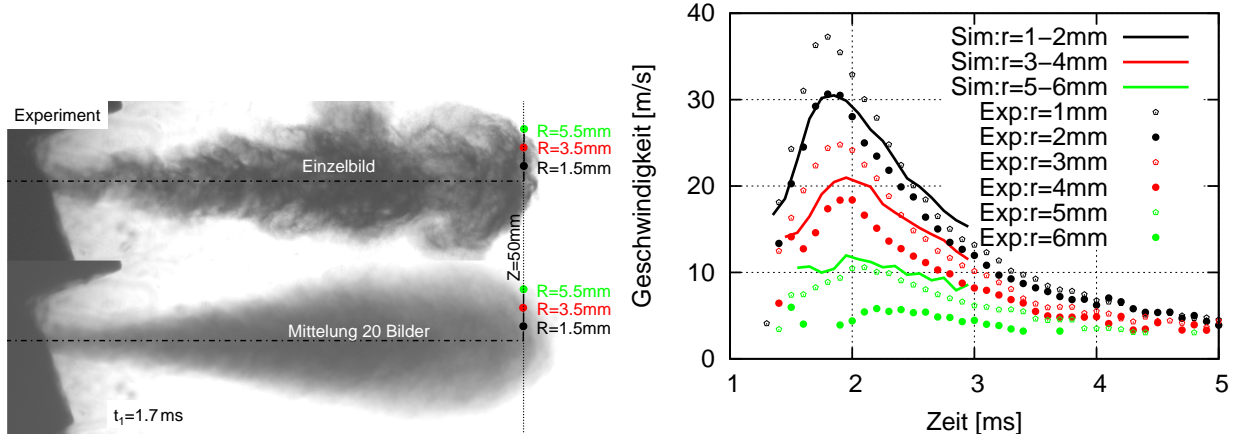 Experiment
R=5.5mm
R=3.5mm
Einzelbild
R=1.5mm
Z=50mm
R=5.5mm
R=3.5mm
Mittelung 20 Bilder
R=1.5mm
t1=1.7ms
Geschwindigkeit [m/s]
40
30
20
10
0
Sim:r=1-2mm
Sim:r=3-4mm
Sim:r=5-6mm
Exp:r=1mm
Exp:r=2mm
Exp:r=3mm
Exp:r=4mm
Exp:r=5mm
Exp:r=6mm
1 2 3 4 5
Zeit [ms]